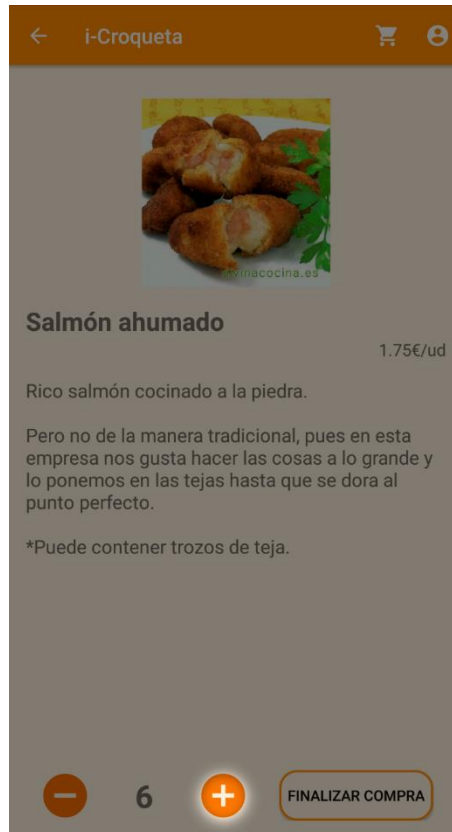 i-Croqueta
vinacocina.es
Salmón ahumado
1.75€/ud
Rico salmón cocinado a la piedra.
Pero no de la manera tradicional, pues en esta
empresa nos gusta hacer las cosas a lo grande y
lo ponemos en las tejas hasta que se dora al
punto perfecto.
*Puede contener trozos de teja.
6
FINALIZAR COMPRA